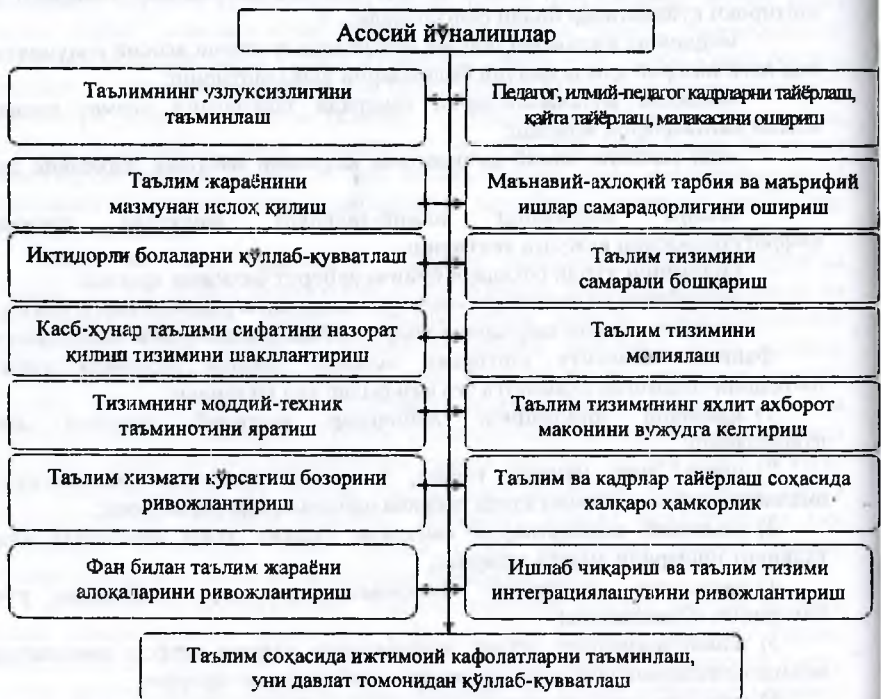 Асосий йўналишлар
Таълимнинг узлуксизлигини
таъминлаш
Педагог, илмий-педагог кадрларни тайёрлаш,
қайта тайёрлаш, малакасини ошириш
Таълим жараёнини
мазмунан ислоҳ қилиш
Маънавий-ахлоқий тарбия ва маърифий
ишлар самарадорлигини ошириш
Иқтидорли болаларни қўллаб-қувватлаш
Таълим тизимини
самарали бошқариш
Касб-ҳунар таълими сифатини назорат
қилиш тизимини шакллантириш
Таълим тизимини
молиялаш
Тизимнинг моддий-техник
таъминотини яратиш
Таълим тизимининг яхлит ахборот
маконини вужудга келтириш
Таълим хизмати кўрсатиш бозорини
ривожлантириш
Таълим ва кадрлар тайёрлаш соҳасида
халқаро ҳамкорлик
Фан билан таълим жараёни
алоқаларини ривожлантириш
Ишлаб чиқариш ва таълим тизими
интеграциялашувини ривожлантириш
Таълим соҳасида ижтимоий кафолатларни таъминлаш,
уни давлат томонидан қўллаб-қувватлаш